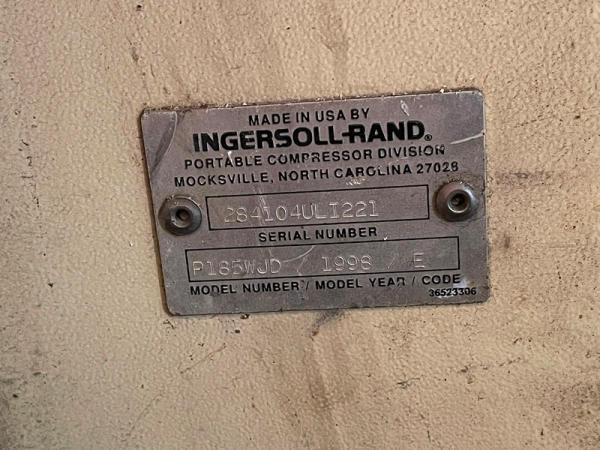 MADE IN USA BY
INGERSOLL-RAND®
PORTABLE COMPRESSOR DIVISION
MOCKSVILLE, NORTH CAROLINA 27028
284104ULI221
SERIAL NUMBER
P185WJD / 1998 / E
MODEL NUMBER / MODEL YEAR / CODE
36523306